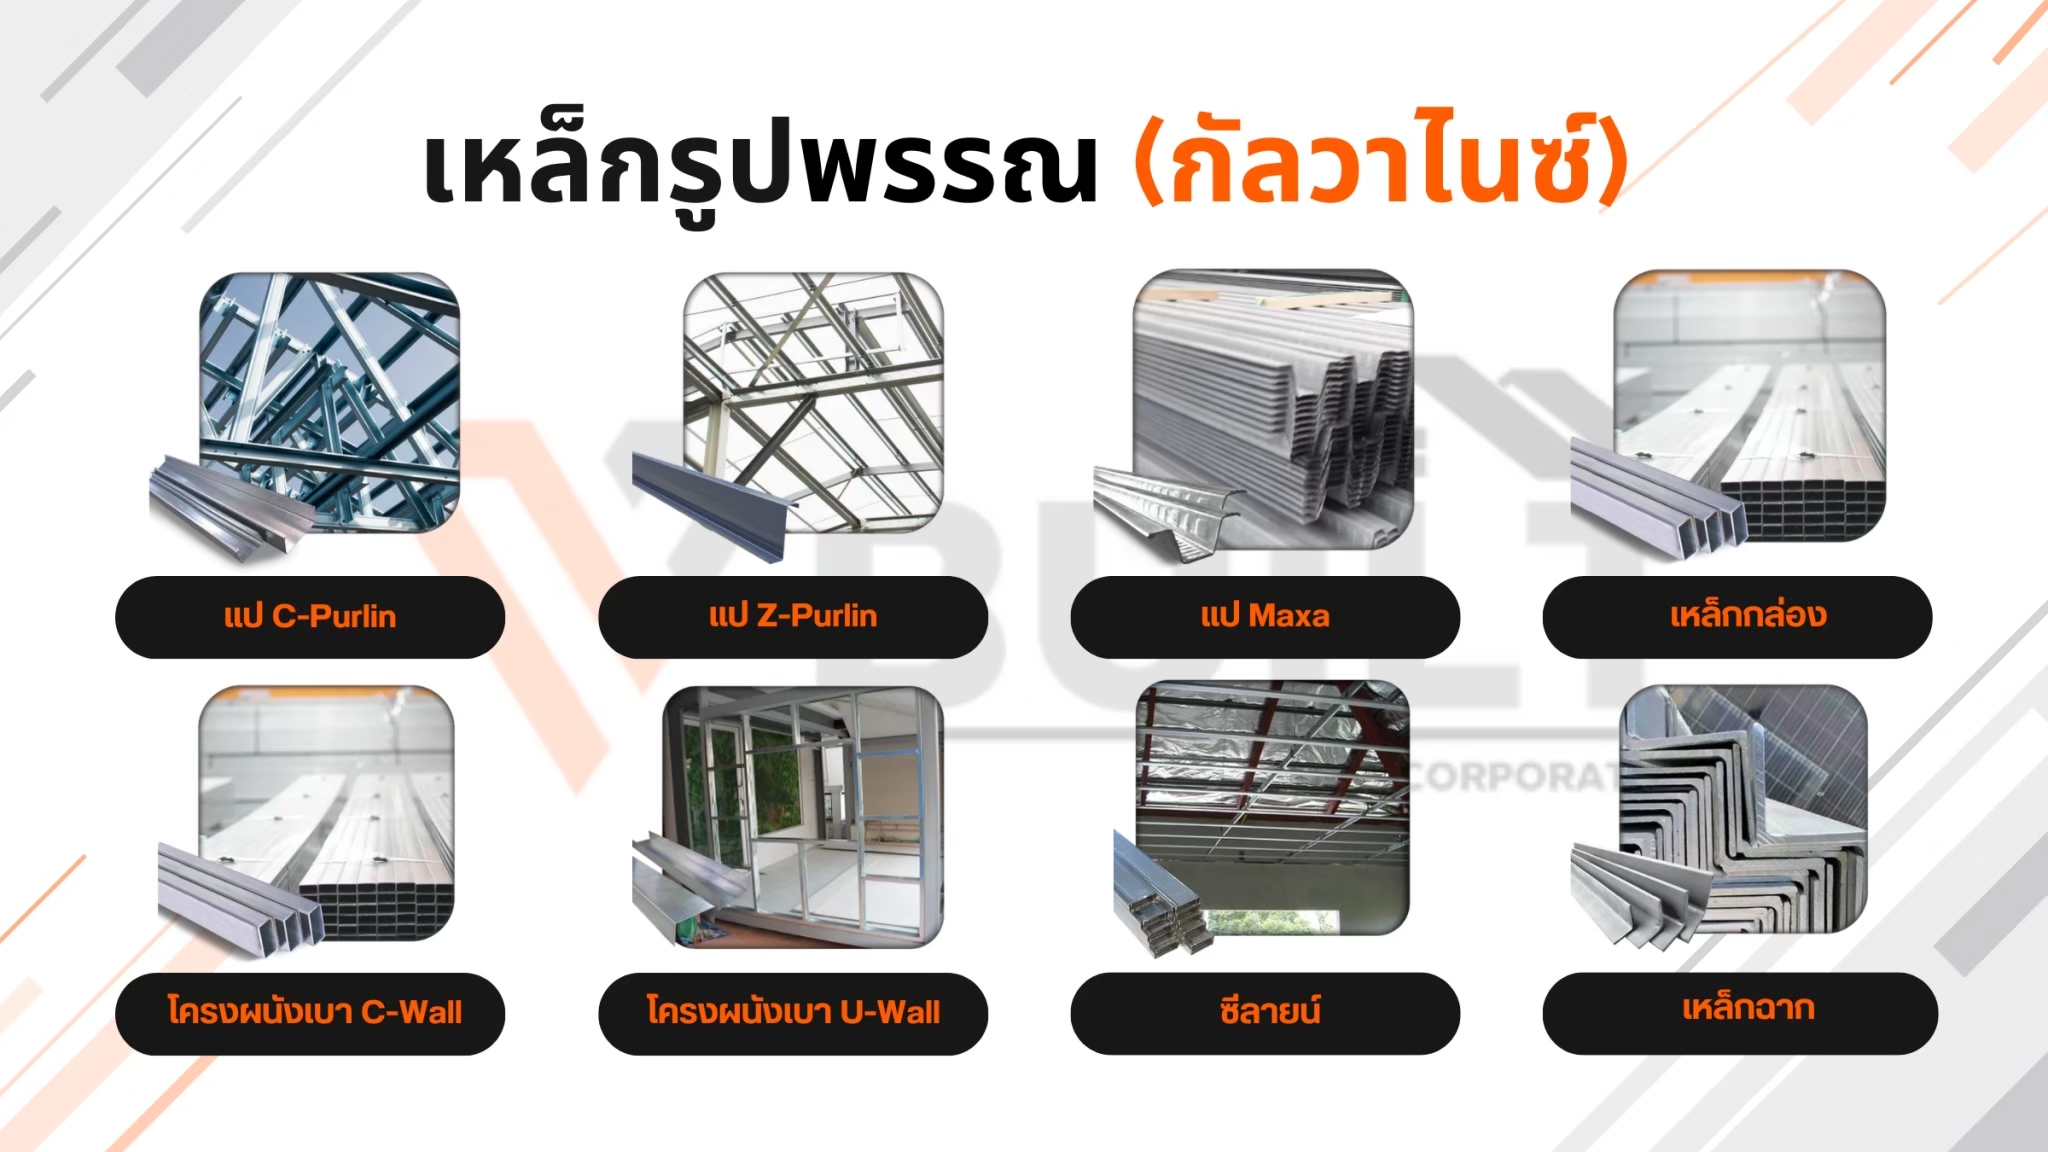 เหล็กรูปพรรณ (กัลวาไนซ์)
แป C-Purlin
แป Z-Purlin
แป Maxa
เหล็กกล่อง
โครงผนังเบา C-Wall
โครงผนังเบา U-Wall
ซีลายน์
เหล็กฉาก
BUILT
CORPORAT